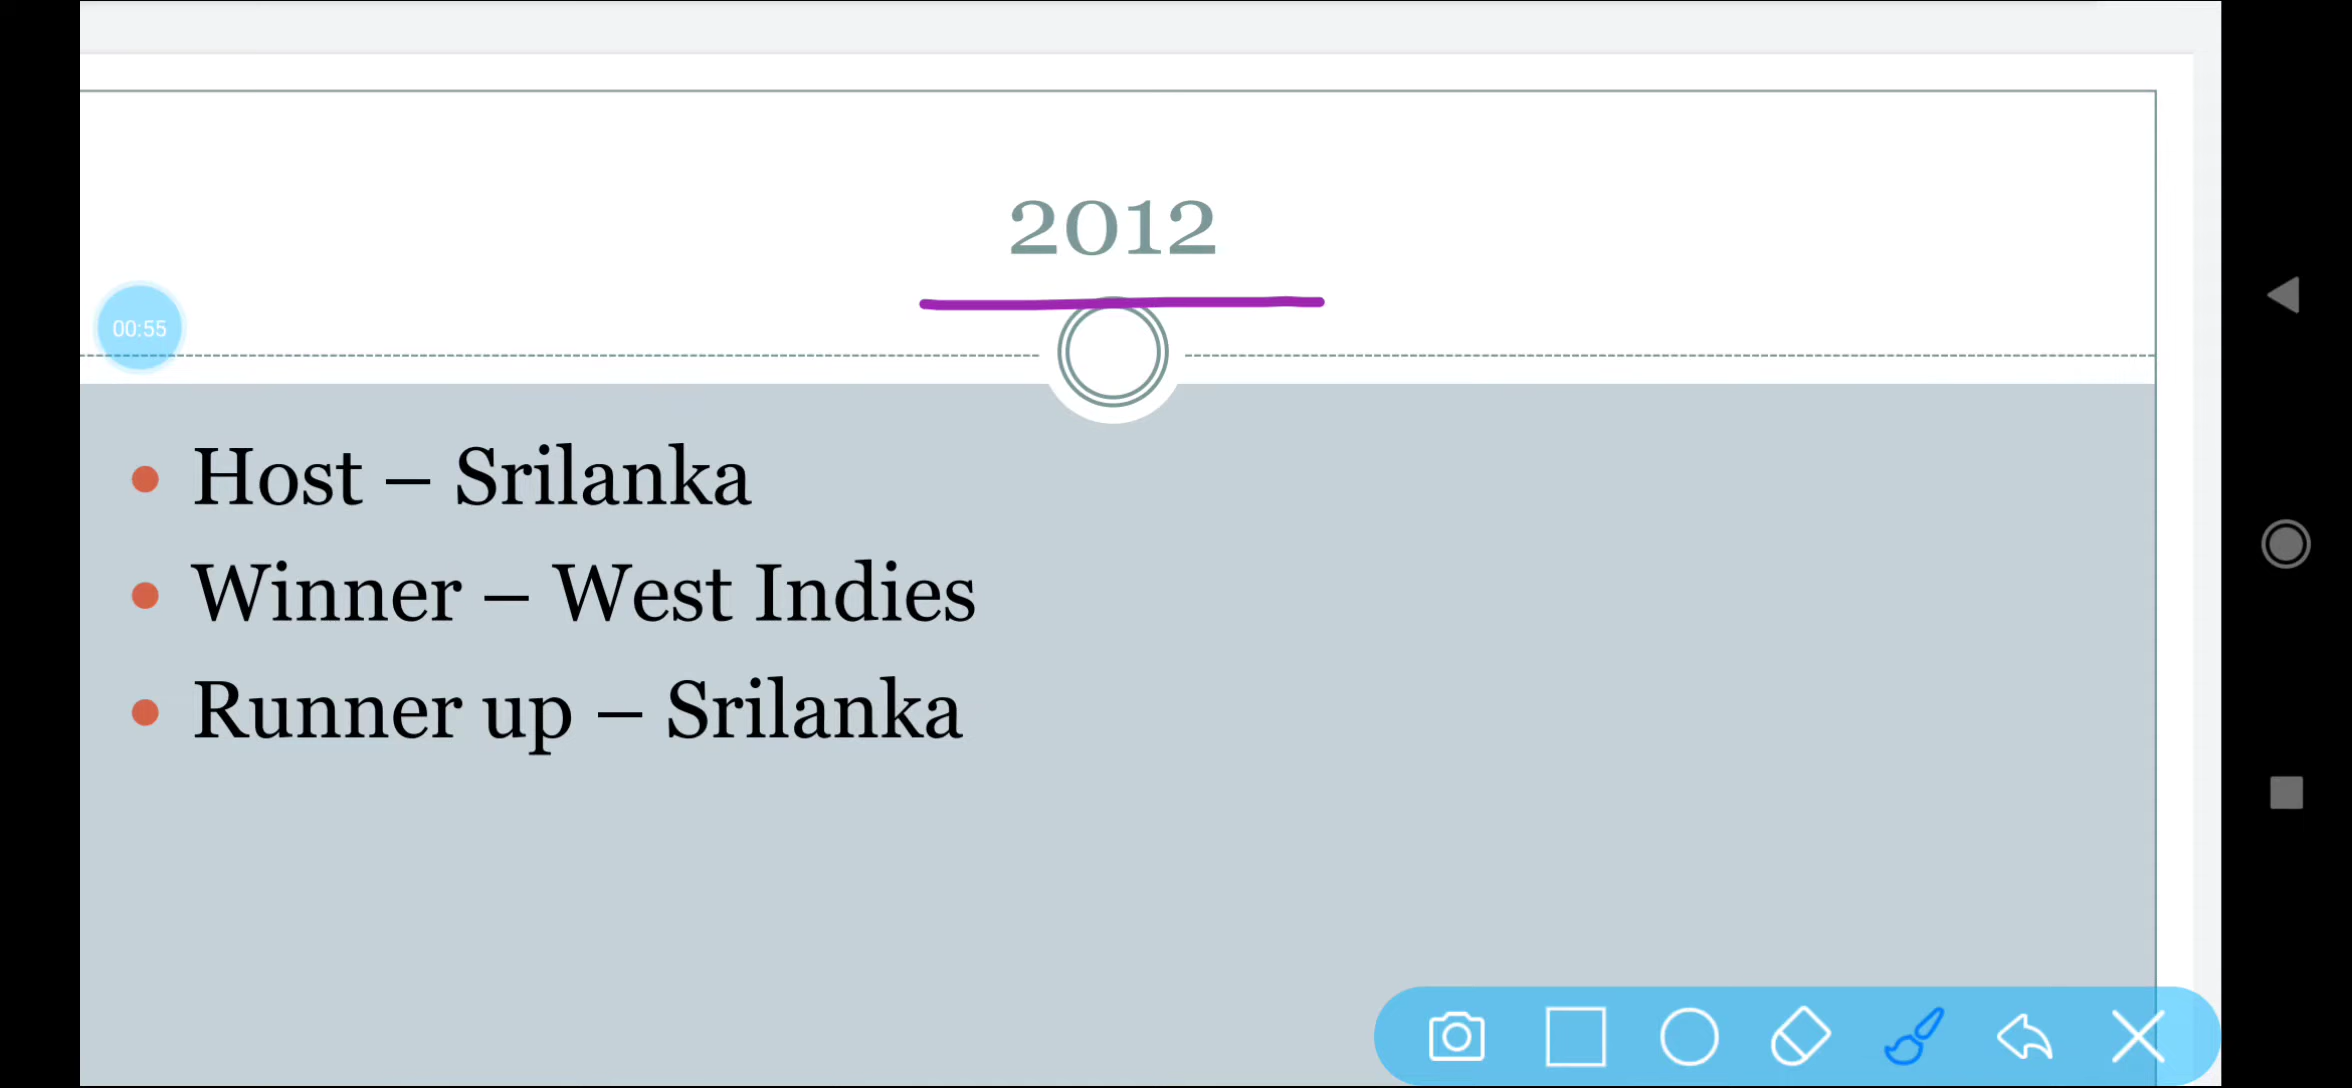 2012
00:55
Host – Srilanka
Winner – West Indies
Runner up – Srilanka